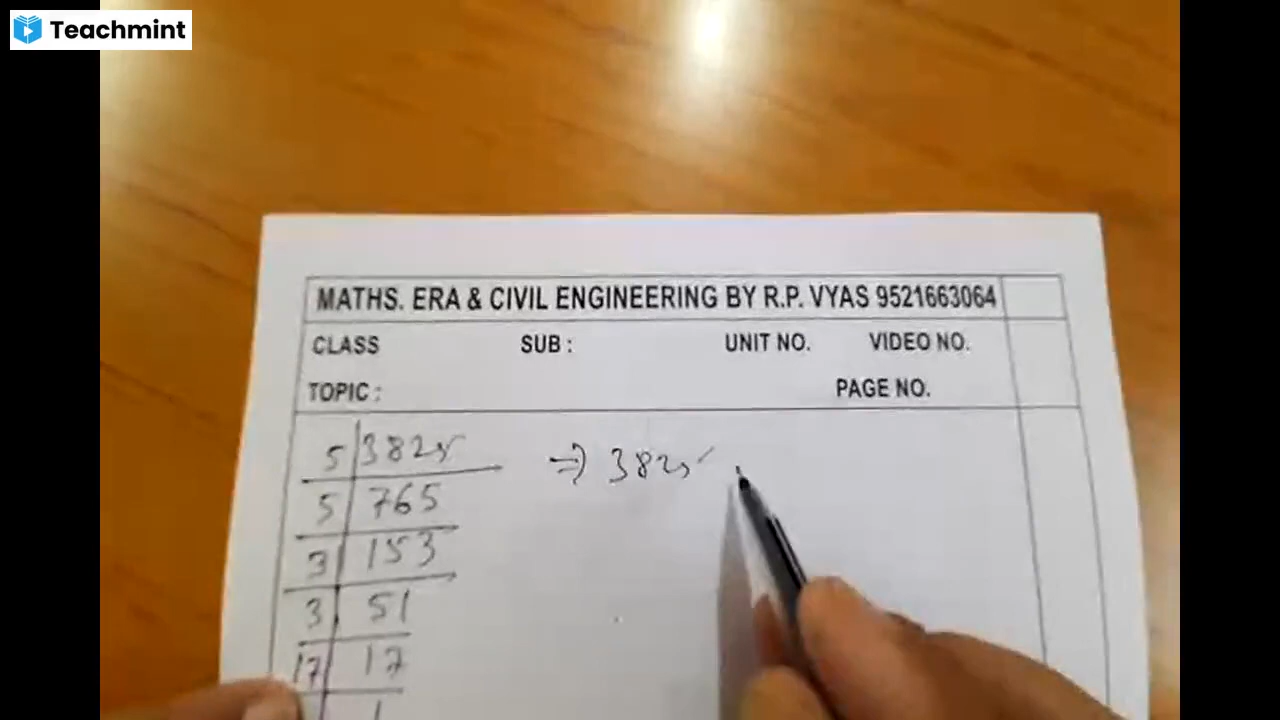 Teachmint
MATHS. ERA & CIVIL ENGINEERING BY R.P. VYAS 9521663064
CLASS SUB : UNIT NO. VIDEO NO.
TOPIC : PAGE NO.
5 3825 ⇒ 3825
5 765
3 153
3 51
17 17
1